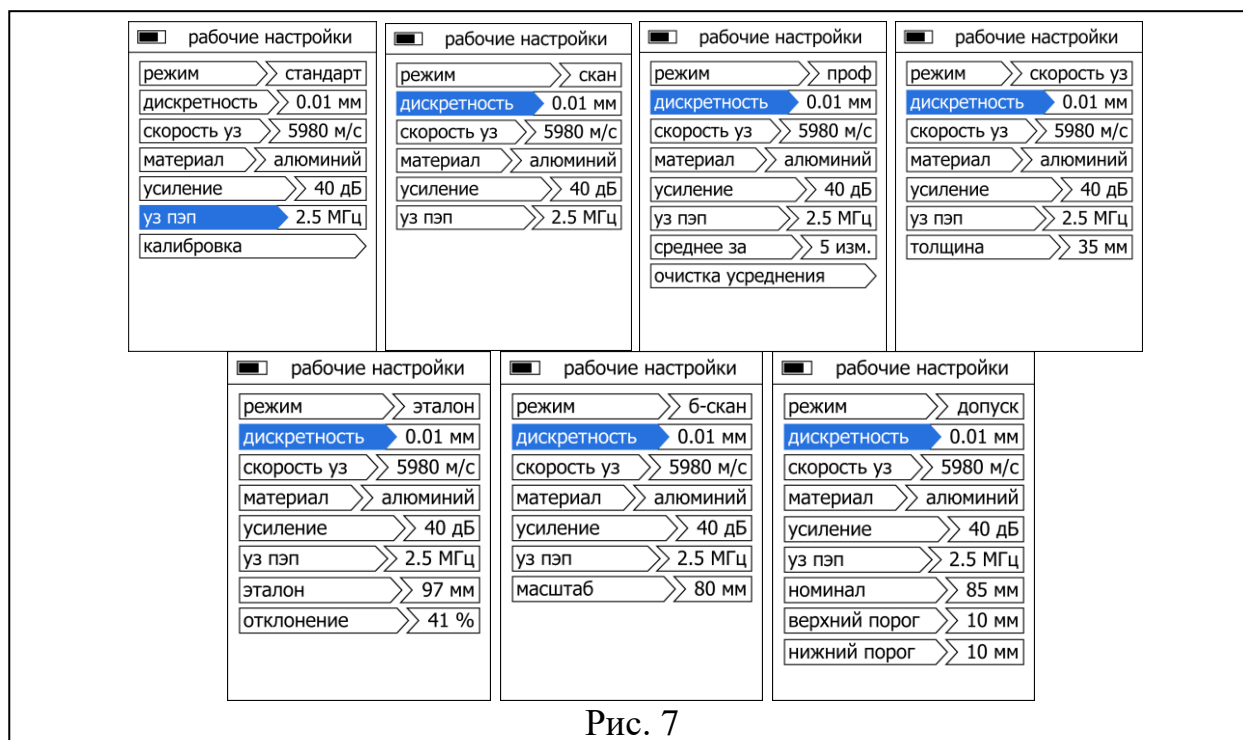 рабочие настройки
режим стандарт
дискретность 0.01 мм
скорость уз 5980 м/с
материал алюминий
усиление 40 дБ
уз пэп 2.5 МГц
калибровка
рабочие настройки
режим скан
дискретность 0.01 мм
скорость уз 5980 м/с
материал алюминий
усиление 40 дБ
уз пэп 2.5 МГц
рабочие настройки
режим проф
дискретность 0.01 мм
скорость уз 5980 м/с
материал алюминий
усиление 40 дБ
уз пэп 2.5 МГц
среднее за 5 изм.
очистка усреднения
рабочие настройки
режим скорость уз
дискретность 0.01 мм
скорость уз 5980 м/с
материал алюминий
усиление 40 дБ
уз пэп 2.5 МГц
толщина 35 мм
рабочие настройки
режим эталон
дискретность 0.01 мм
скорость уз 5980 м/с
материал алюминий
усиление 40 дБ
уз пэп 2.5 МГц
эталон 97 мм
отклонение 41 %
рабочие настройки
режим б-скан
дискретность 0.01 мм
скорость уз 5980 м/с
материал алюминий
усиление 40 дБ
уз пэп 2.5 МГц
масштаб 80 мм
рабочие настройки
режим допуск
дискретность 0.01 мм
скорость уз 5980 м/с
материал алюминий
усиление 40 дБ
уз пэп 2.5 МГц
номинал 85 мм
верхний порог 10 мм
нижний порог 10 мм
Рис. 7